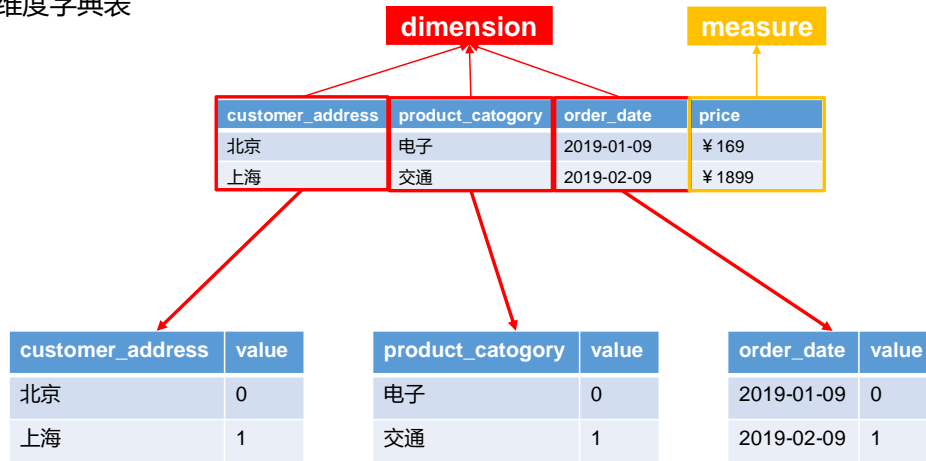 维度字典表
dimension measure
customer_address product_catogory order_date price
北京 电子 2019-01-09 ￥169
上海 交通 2019-02-09 ￥1899
customer_address value product_catogory value order_date value
北京 0 电子 0 2019-01-09 0
上海 1 交通 1 2019-02-09 1